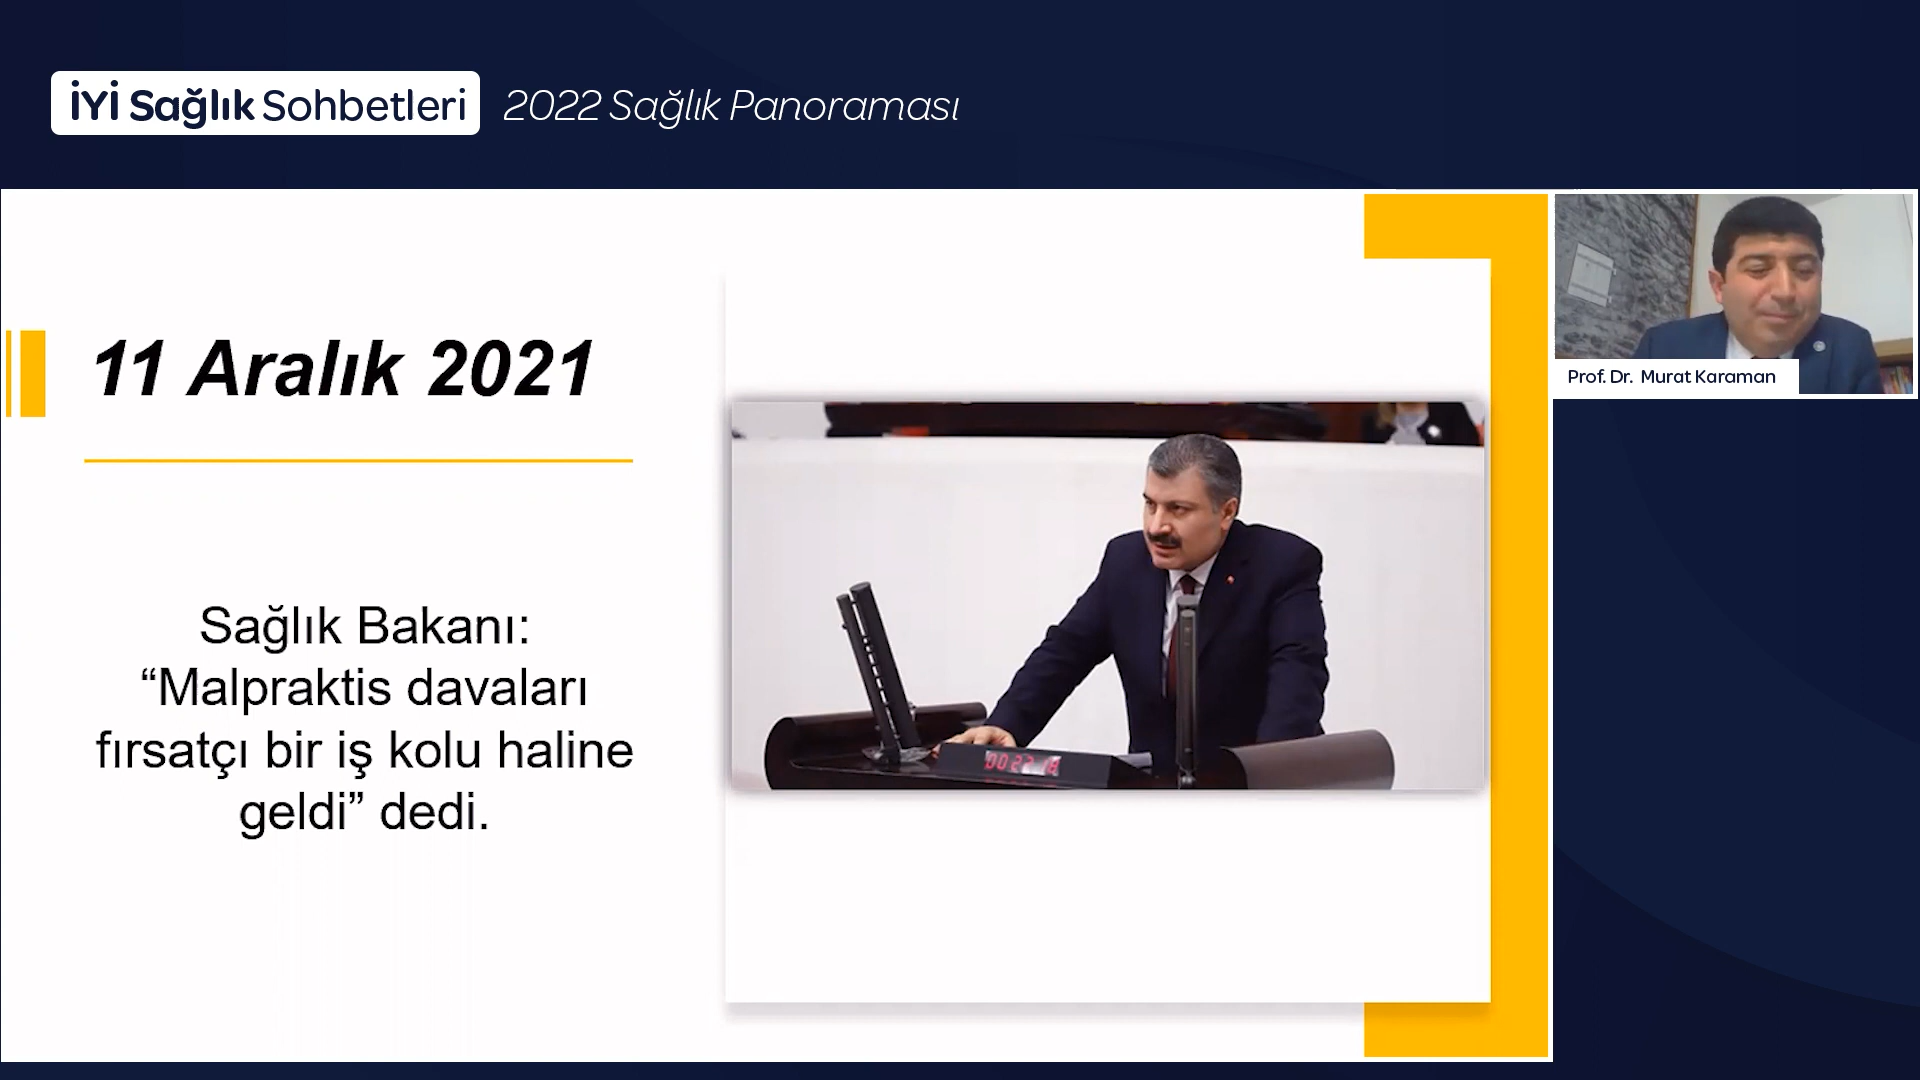 İYİ Sağlık Sohbetleri 2022 Sağlık Panoraması
11 Aralık 2021
Sağlık Bakanı:
“Malpraktis davaları
fırsatçı bir iş kolu haline
geldi” dedi.
Prof. Dr. Murat Karaman